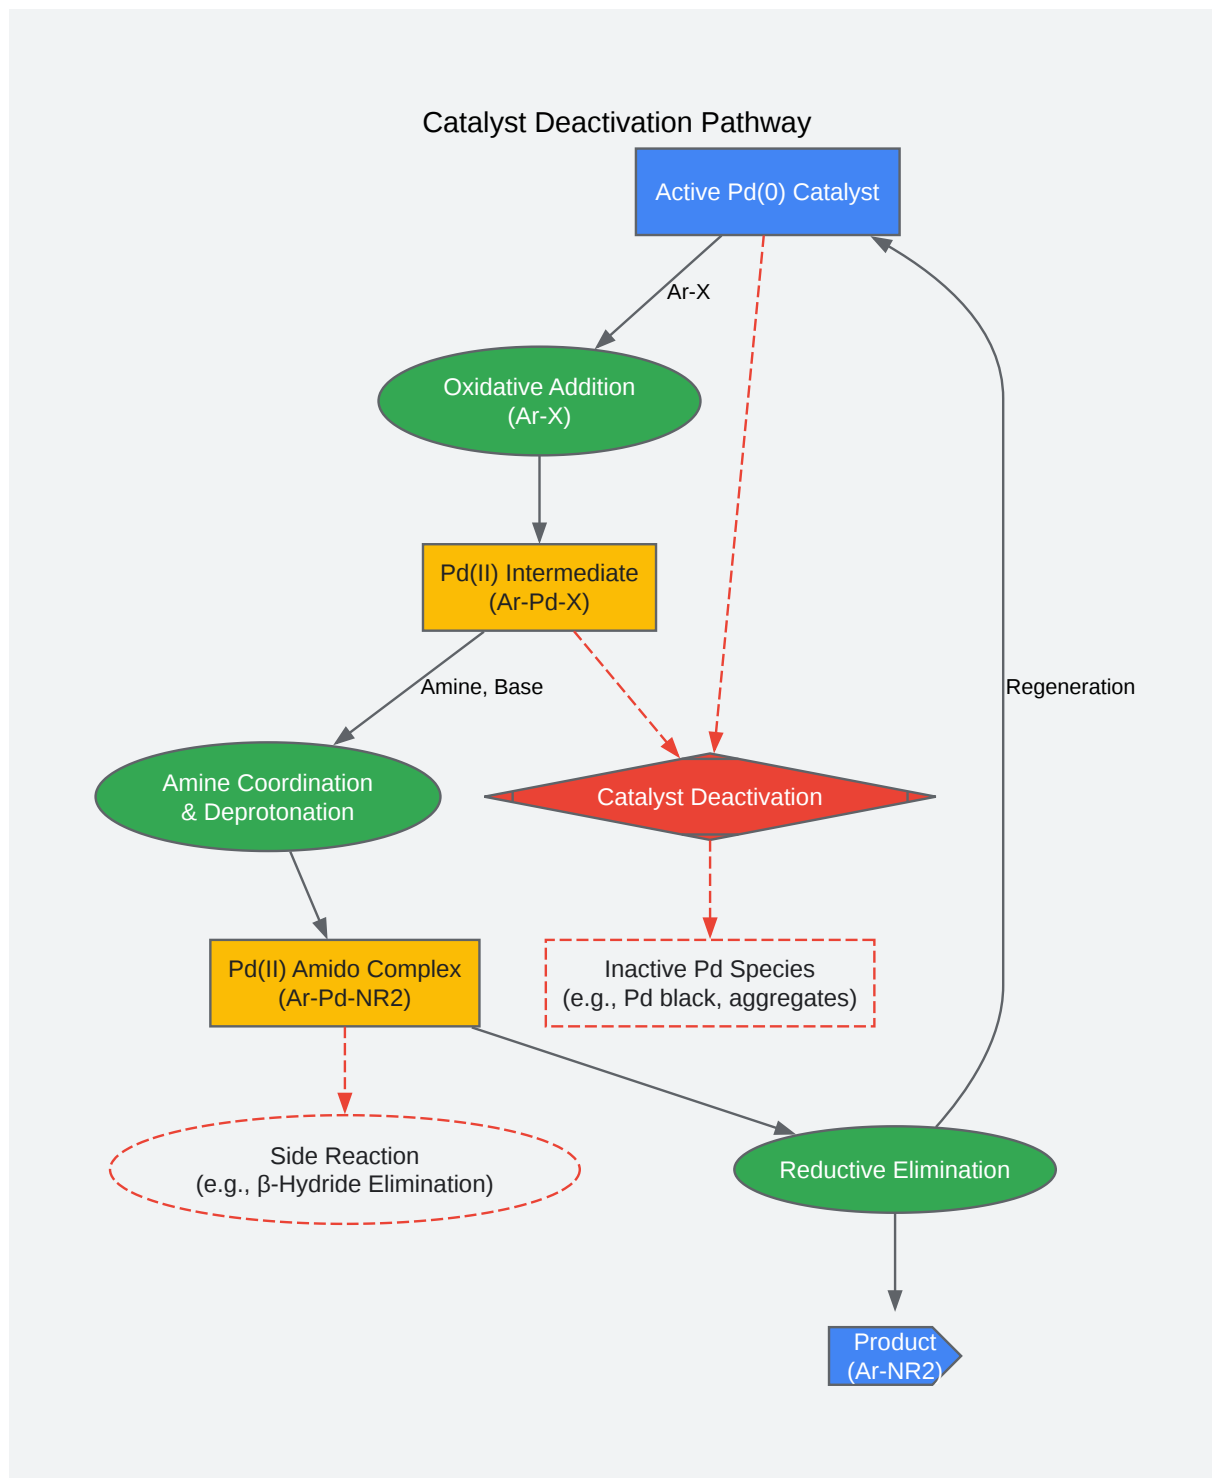 Catalyst Deactivation Pathway
Active Pd(0) Catalyst
Ar-X
Oxidative Addition
(Ar-X)
Pd(II) Intermediate
(Ar-Pd-X)
Amine, Base
Regeneration
Amine Coordination
& Deprotonation
Catalyst Deactivation
Pd(II) Amido Complex
(Ar-Pd-NR2)
Inactive Pd Species
(e.g., Pd black, aggregates)
Side Reaction
(e.g., β-Hydride Elimination)
Reductive Elimination
Product
(Ar-NR2)